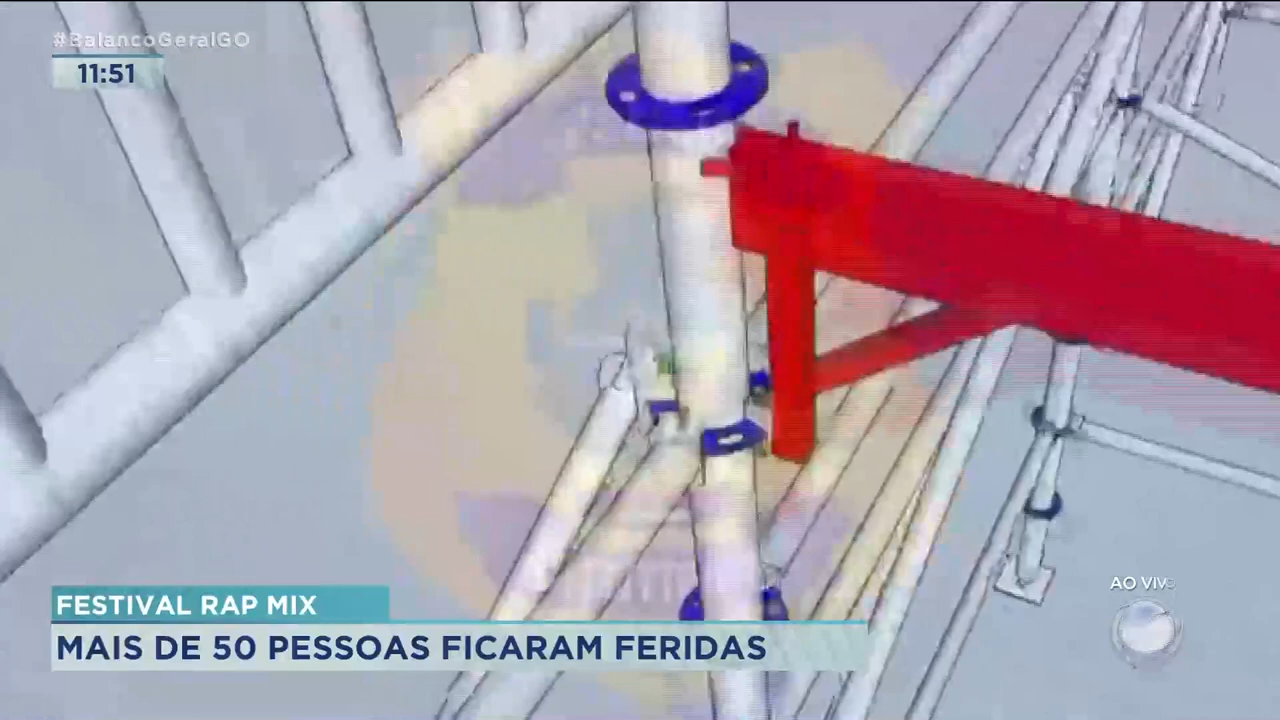 #BalancoGeralGO
11:51
FESTIVAL RAP MIX
MAIS DE 50 PESSOAS FICARAM FERIDAS
AO VIVO